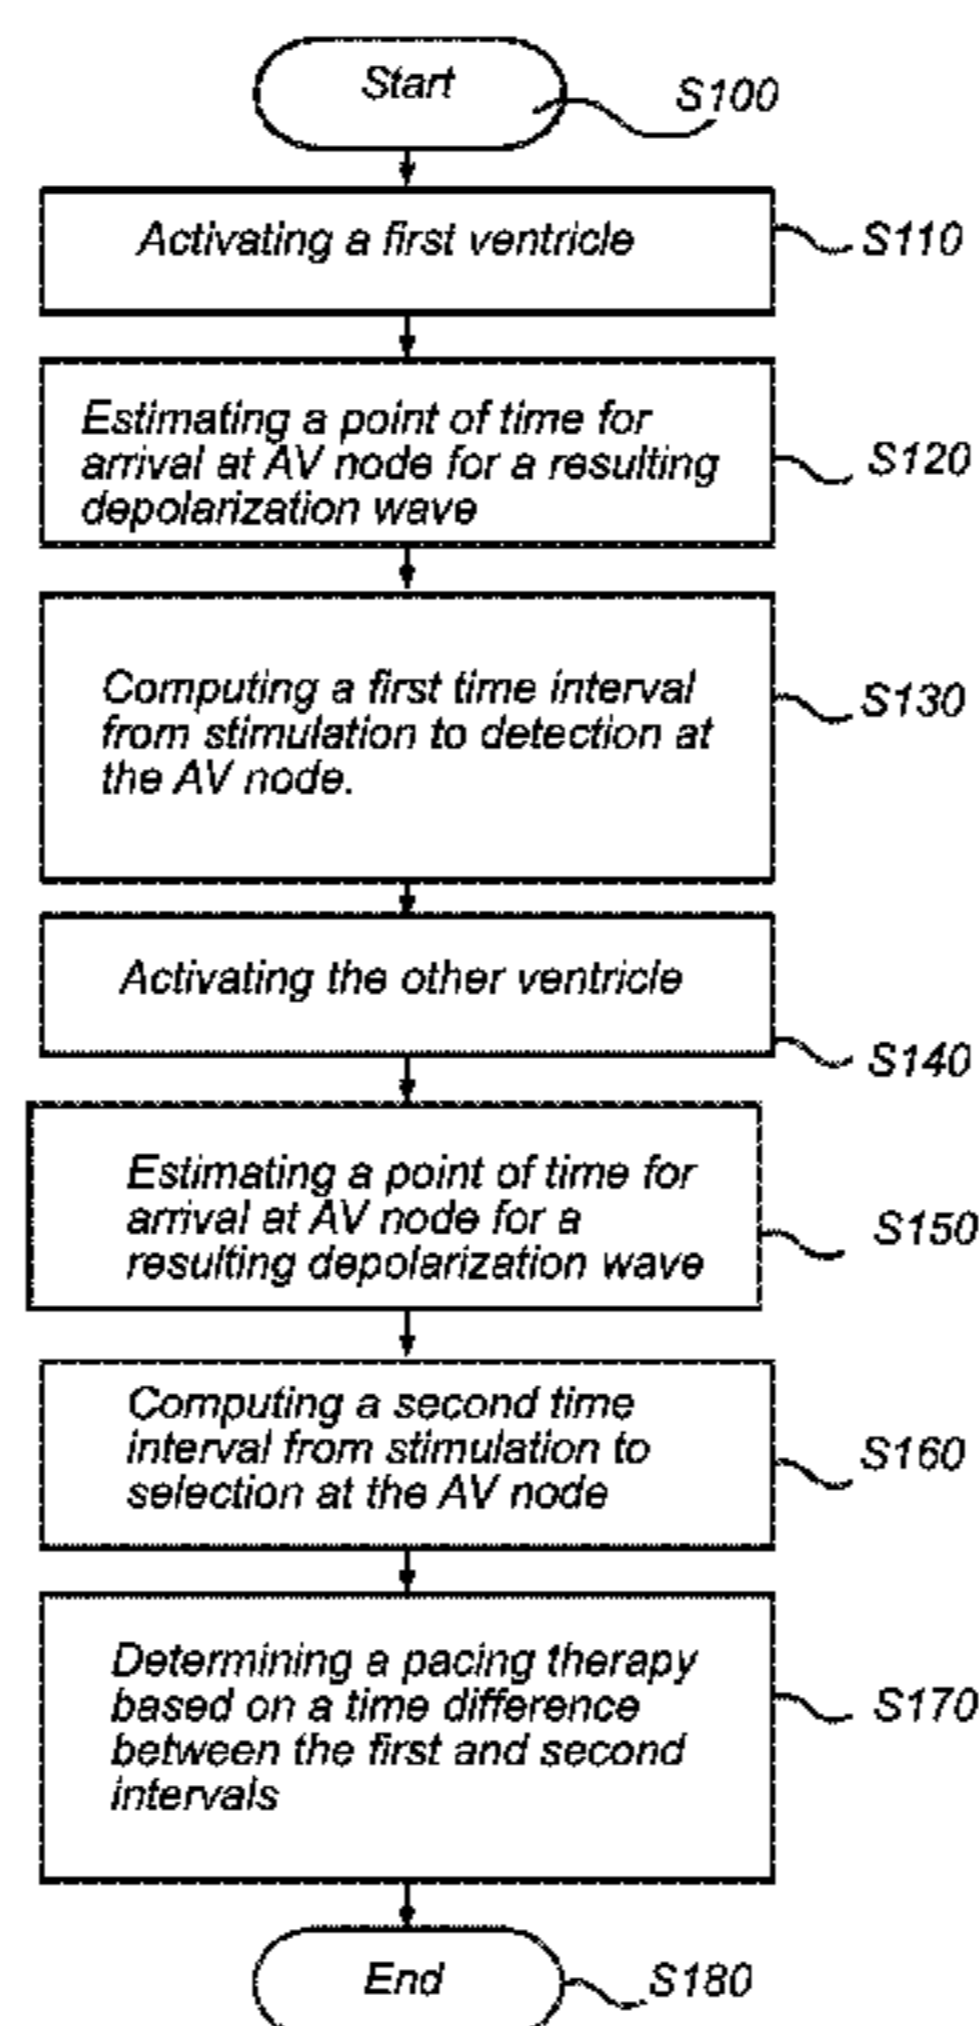 Start
S100
Activating a first ventricle
S110
Estimating a point of time for
arrival at AV node for a resulting
depolarization wave
S120
Computing a first time interval
from stimulation to detection at
the AV node.
S130
Activating the other ventricle
S140
Estimating a point of time for
arrival at AV node for a
resulting depolarization wave
S150
Computing a second time
interval from stimulation to
selection at the AV node
S160
Determining a pacing therapy
based on a time difference
between the first and second
intervals
S170
End
S180